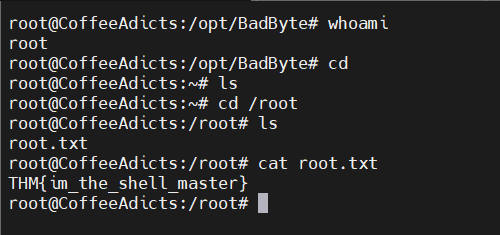 root@CoffeeAdicts:/opt/BadByte# whoami
root
root@CoffeeAdicts:/opt/BadByte# cd
root@CoffeeAdicts:~# ls
root@CoffeeAdicts:~# cd /root
root@CoffeeAdicts:/root# ls
root.txt
root@CoffeeAdicts:/root# cat root.txt
THM{im_the_shell_master}
root@CoffeeAdicts:/root#